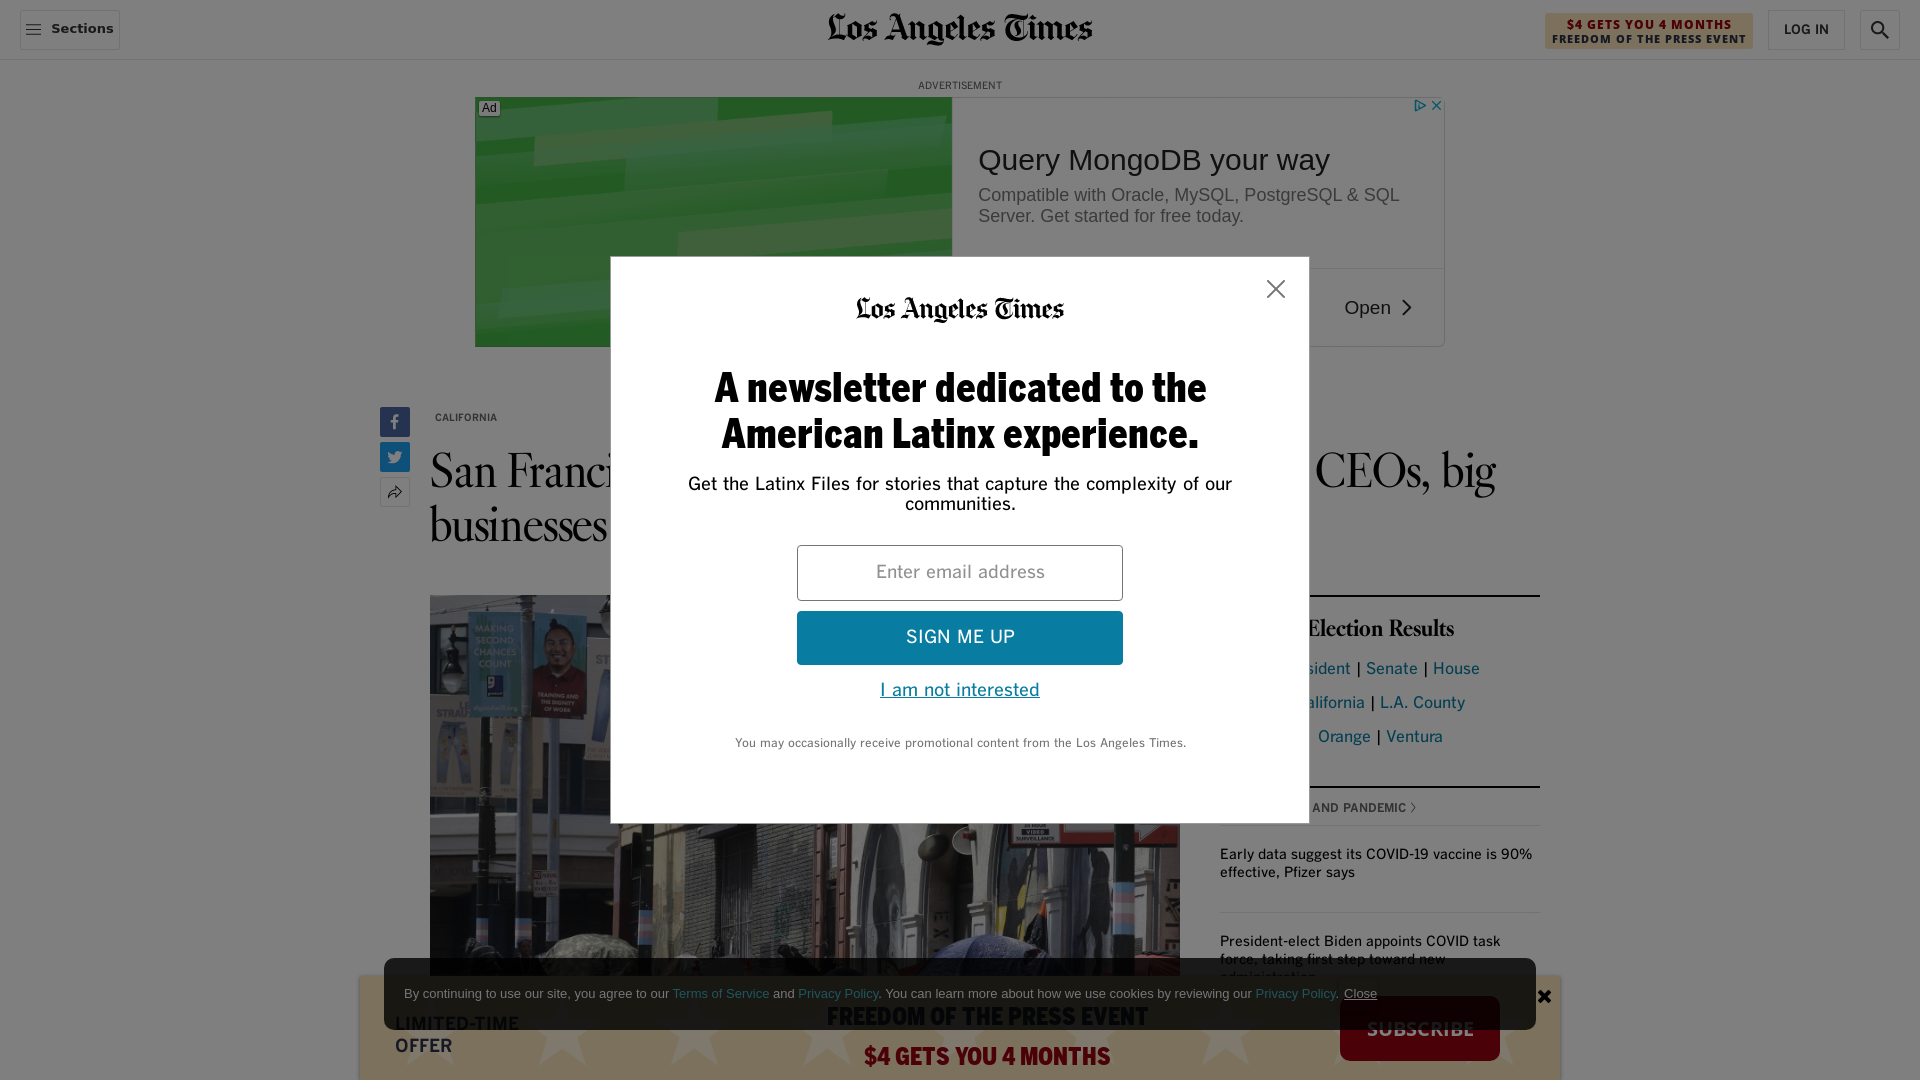 Sections
Los Angeles Times
$4 GETS YOU 4 MONTHS
FREEDOM OF THE PRESS EVENT
LOG IN
ADVERTISEMENT
Ad
Query MongoDB your way
Compatible with Oracle, MySQL, PostgreSQL & SQL
Server. Get started for free today.
Open
Los Angeles Times
A newsletter dedicated to the
American Latinx experience.
Get the Latinx Files for stories that capture the complexity of our
communities.
Enter email address
SIGN ME UP
I am not interested
You may occasionally receive promotional content from the Los Angeles Times.
CALIFORNIA
San Franci CEOs, big
businesses
MAKING
SECOND
CHANCES
COUNT
TRAINING AND
THE DIGNITY
OF WORK
VIDEO
SURVEILLANCE
Election Results
| Senate | House
| L.A. County
Orange | Ventura
AND PANDEMIC
Early data suggest its COVID-19 vaccine is 90%
effective, Pfizer says
President-elect Biden appoints COVID task
force, taking first step toward new
administration
By continuing to use our site, you agree to our Terms of Service and Privacy Policy. You can learn more about how we use cookies by reviewing our Privacy Policy. Close
LIMITED-TIME
OFFER
FREEDOM OF THE PRESS EVENT
$4 GETS YOU 4 MONTHS
SUBSCRIBE